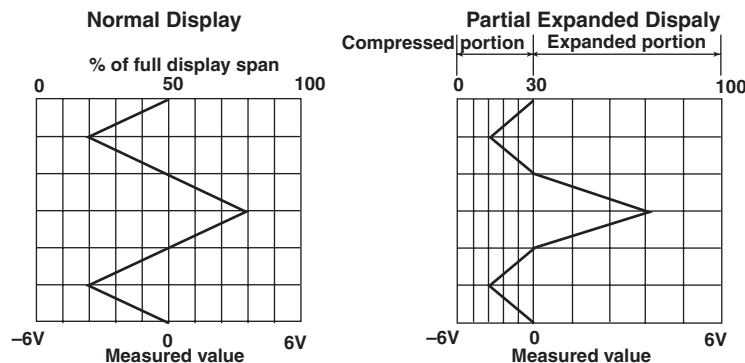 Normal Display
% of full display span
0 50 100
–6V 0 6V
Measured value
Partial Expanded Dispaly
Compressed portion Expanded portion
0 30 100
–6V 0 6V
Measured value